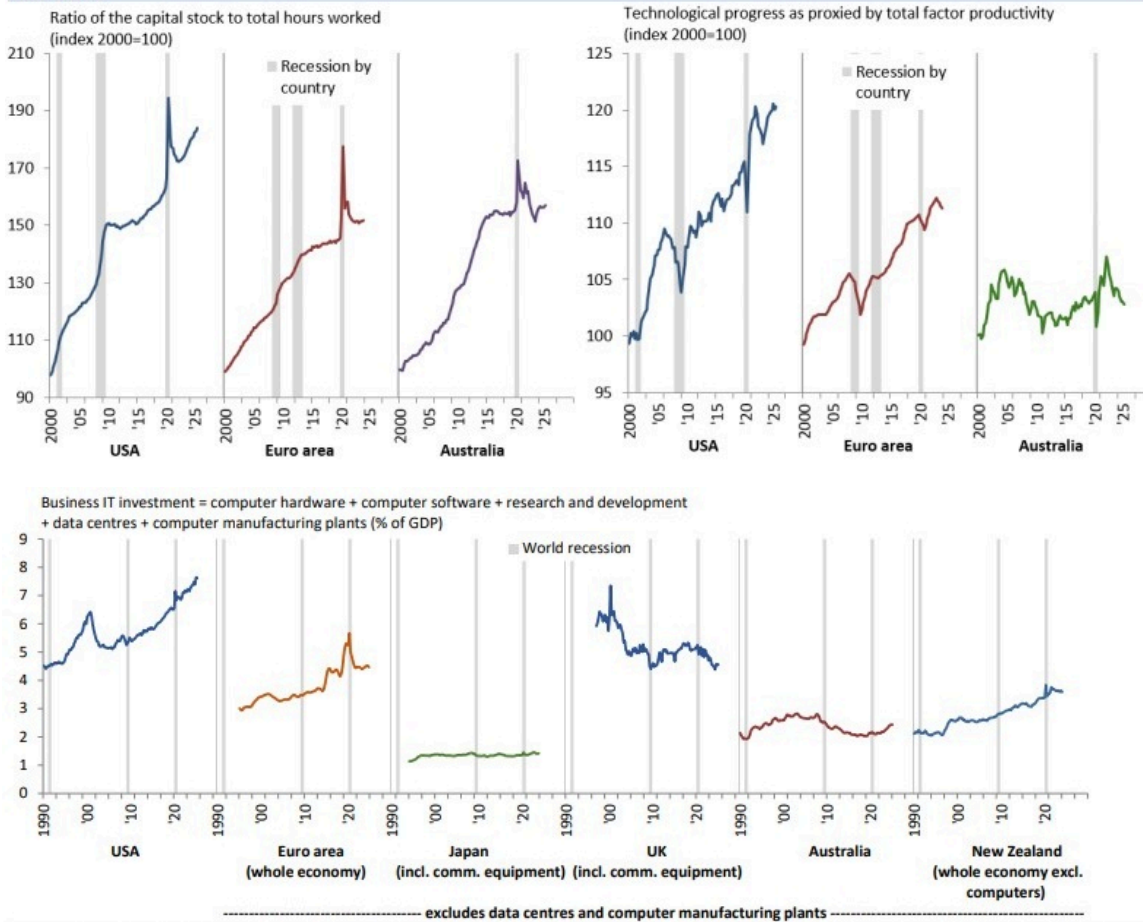 Ratio of the capital stock to total hours worked
(index 2000=100)
210
190
170
150
130
110
90
Recession by
country
2000
'05
'10
'15
'20
'25
2000
'05
'10
'15
'20
'25
2000
'05
'10
'15
'20
'25
USA
Euro area
Australia
Technological progress as proxied by total factor productivity
(index 2000=100)
125
120
115
110
105
100
95
Recession by
country
2000
'05
'10
'15
'20
'25
2000
'05
'10
'15
'20
'25
2000
'05
'10
'15
'20
'25
USA
Euro area
Australia
Business IT investment = computer hardware + computer software + research and development
+ data centres + computer manufacturing plants (% of GDP)
9
8
7
6
5
4
3
2
1
0
World recession
1990
'00
'10
'20
1990
'00
'10
'20
1990
'00
'10
'20
1990
'00
'10
'20
1990
'00
'10
'20
1990
'00
'10
'20
USA
Euro area
(whole economy)
Japan
(incl. comm. equipment)
UK
(incl. comm. equipment)
Australia
New Zealand
(whole economy excl.
computers)
---------------------------------------- excludes data centres and computer manufacturing plants ----------------------------------------